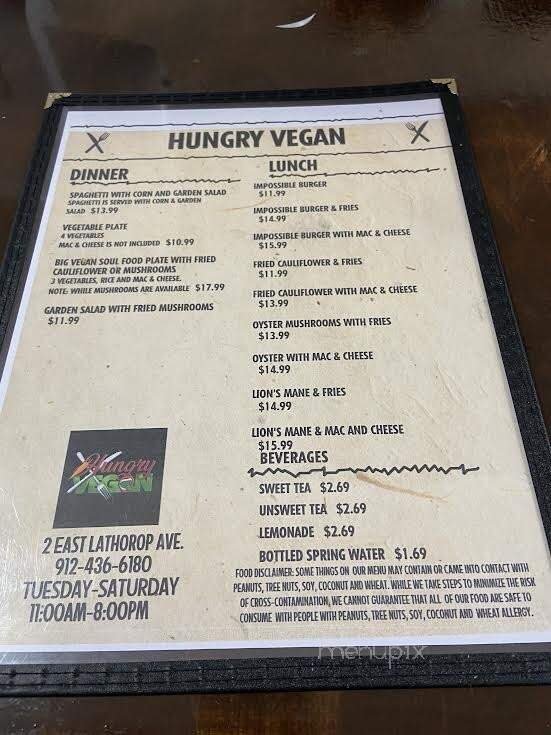 HUNGRY VEGAN
DINNER
SPAGHETTI WITH CORN AND GARDEN SALAD
SPAGHETTI IS SERVED WITH CORN & GARDEN
SALAD $13.99
VEGETABLE PLATE
4 VEGETABLES
MAC & CHEESE IS NOT INCLUDED $10.99
BIG VEGAN SOUL FOOD PLATE WITH FRIED
CAULIFLOWER OR MUSHROOMS
3 VEGETABLES, RICE AND MAC & CHEESE.
NOTE: WHILE MUSHROOMS ARE AVAILABLE $17.99
GARDEN SALAD WITH FRIED MUSHROOMS
$11.99
LUNCH
IMPOSSIBLE BURGER
$11.99
IMPOSSIBLE BURGER & FRIES
$14.99
IMPOSSIBLE BURGER WITH MAC & CHEESE
$15.99
FRIED CAULIFLOWER & FRIES
$11.99
FRIED CAULIFLOWER WITH MAC & CHEESE
$13.99
OYSTER MUSHROOMS WITH FRIES
$13.99
OYSTER WITH MAC & CHEESE
$14.99
LION'S MANE & FRIES
$14.99
LION'S MANE & MAC AND CHEESE
$15.99
BEVERAGES
SWEET TEA $2.69
UNSWEET TEA $2.69
LEMONADE $2.69
BOTTLED SPRING WATER $1.69
Hungry
VEGAN
2 EAST LATHOROP AVE.
912-436-6180
TUESDAY-SATURDAY
11:00AM-8:00PM
FOOD DISCLAIMER: SOME THINGS ON OUR MENU MAY CONTAIN OR CAME INTO CONTACT WITH
PEANUTS, TREE NUTS, SOY, COCONUT AND WHEAT. WHILE WE TAKE STEPS TO MINIMIZE THE RISK
OF CROSS-CONTAMINATION, WE CANNOT GUARANTEE THAT ALL OF OUR FOOD ARE SAFE TO
CONSUME WITH PEOPLE WITH PEANUTS, TREE NUTS, SOY, COCONUT AND WHEAT ALLERGY.
menupix